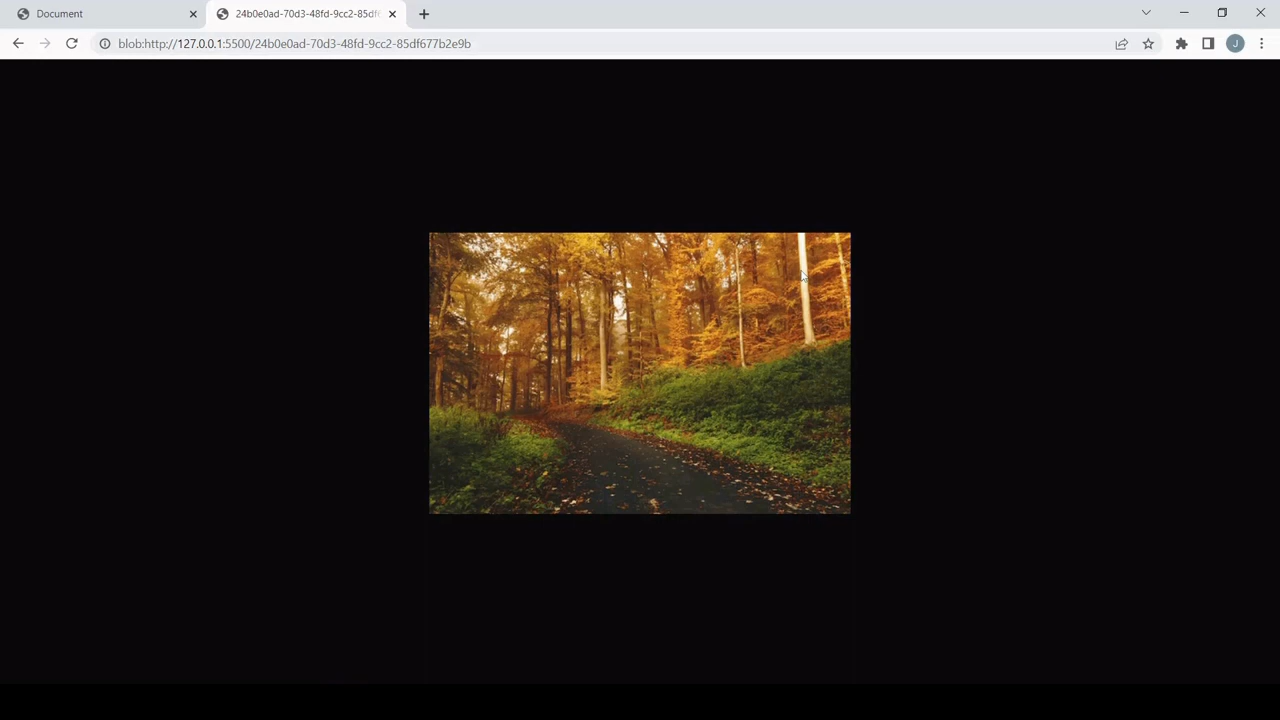 Document
24b0e0ad-70d3-48fd-9cc2-85df
blob:http://127.0.0.1:5500/24b0e0ad-70d3-48fd-9cc2-85df677b2e9b
J